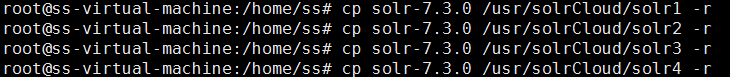 root@ss-virtual-machine:/home/ss# cp solr-7.3.0 /usr/solrCloud/solr1 -r
root@ss-virtual-machine:/home/ss# cp solr-7.3.0 /usr/solrCloud/solr2 -r
root@ss-virtual-machine:/home/ss# cp solr-7.3.0 /usr/solrCloud/solr3 -r
root@ss-virtual-machine:/home/ss# cp solr-7.3.0 /usr/solrCloud/solr4 -r